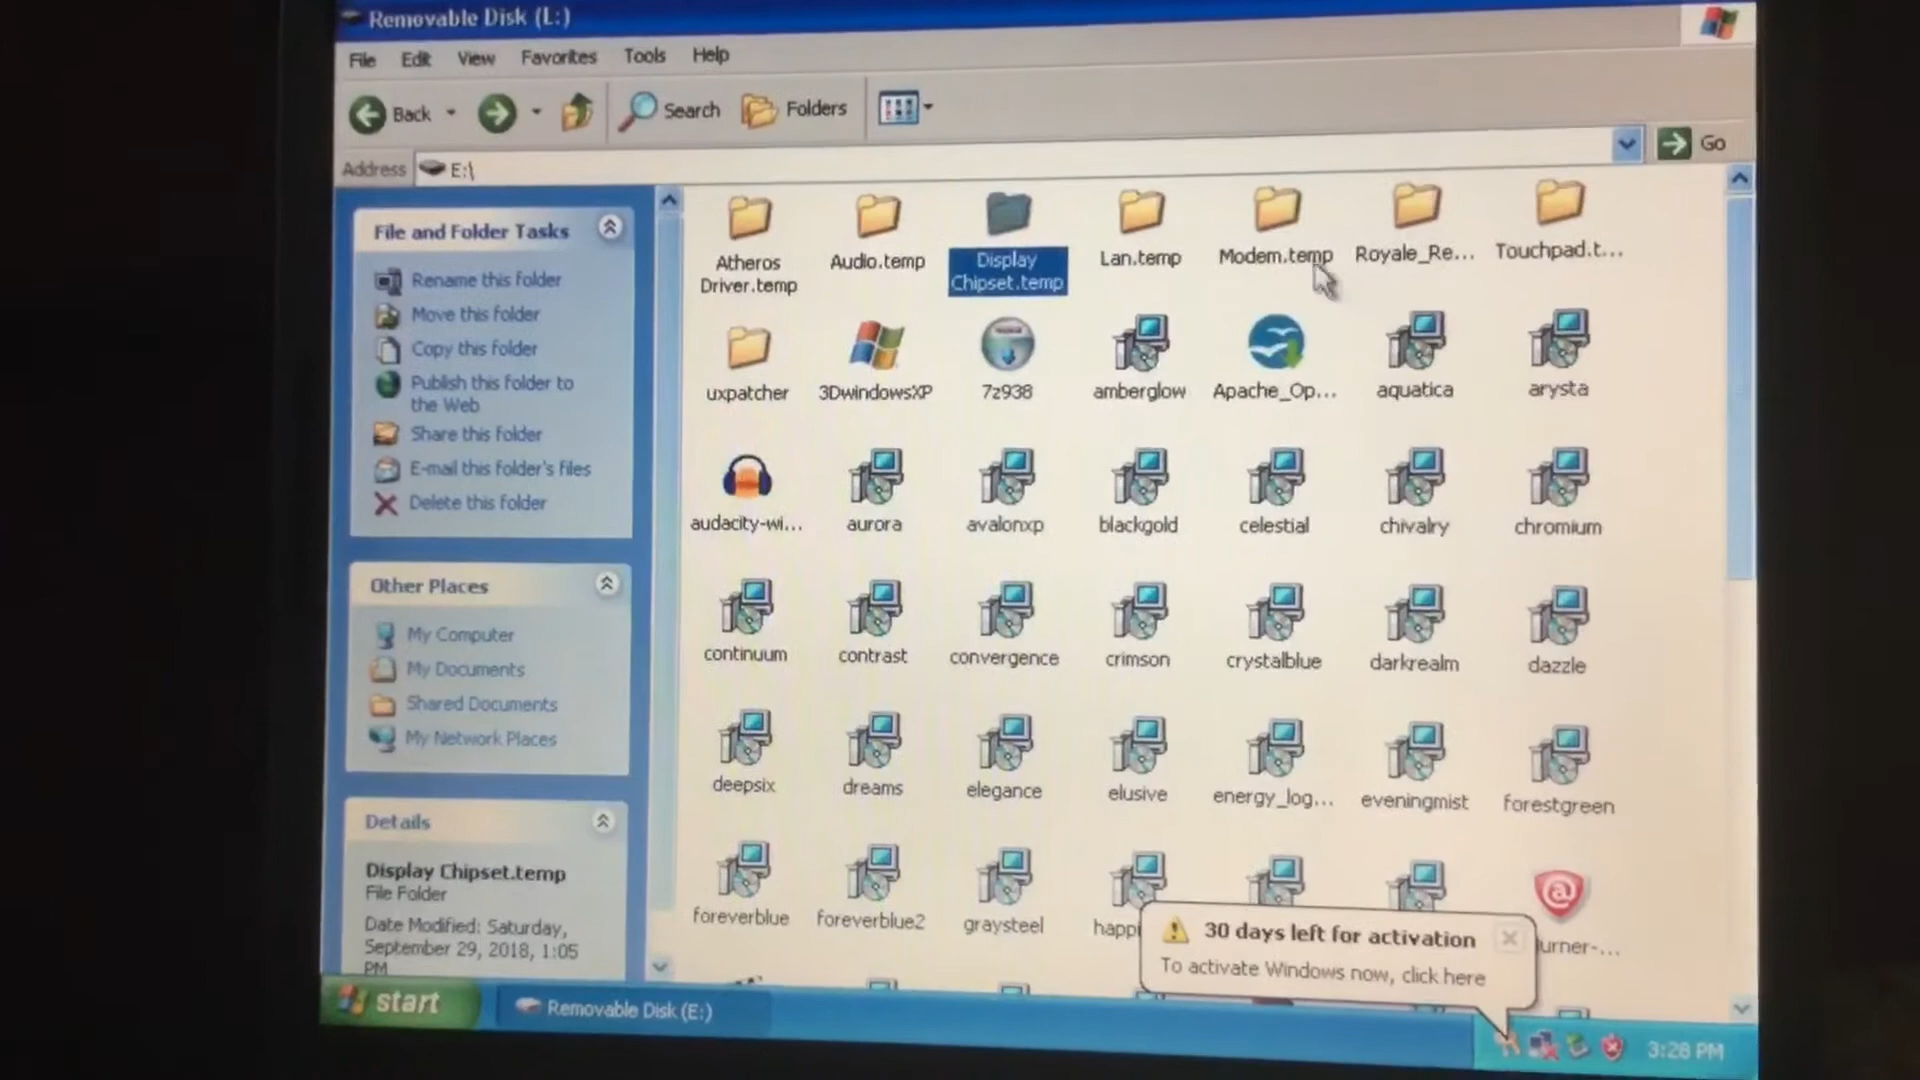 Removable Disk (L:)
File Edit View Favorites Tools Help
Back Search Folders
Address E:\ Go
File and Folder Tasks
Rename this folder
Move this folder
Copy this folder
Publish this folder to
the Web
Share this folder
E-mail this folder's files
Delete this folder
Other Places
My Computer
My Documents
Shared Documents
My Network Places
Details
Display Chipset.temp
File Folder
Date Modified: Saturday,
September 29, 2018, 1:05
PM
Atheros
Driver.temp
Audio.temp
Display
Chipset.temp
Lan.temp
Modem.temp
Royale_Re...
Touchpad.t...
uxpatcher
3DwindowsXP
7z938
amberglow
Apache_Op...
aquatica
arysta
audacity-wi...
aurora
avalonxp
blackgold
celestial
chivalry
chromium
continuum
contrast
convergence
crimson
crystalblue
darkrealm
dazzle
deepsix
dreams
elegance
elusive
energy_log...
eveningmist
forestgreen
foreverblue
foreverblue2
graysteel
happ
urner-...
30 days left for activation
To activate Windows now, click here
start
Removable Disk (E:)
3:28 PM